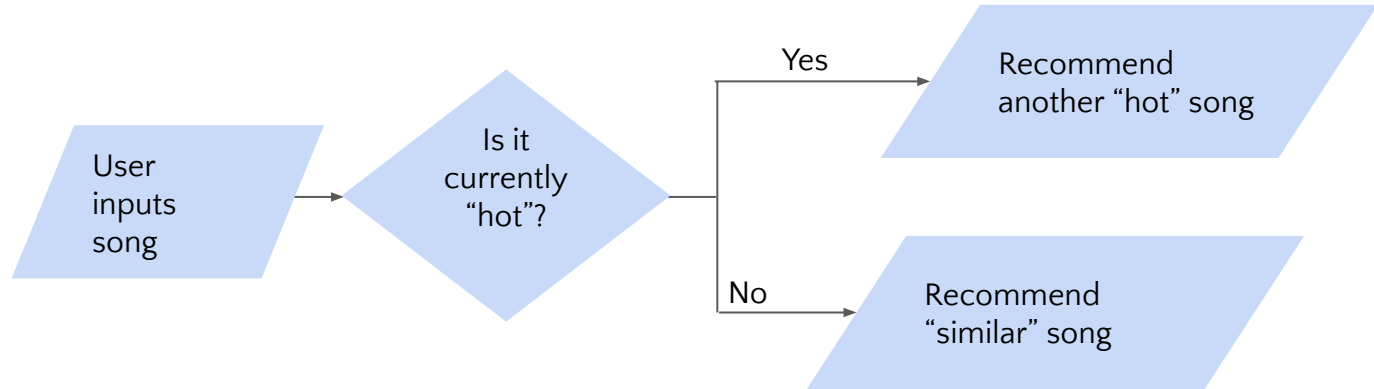 User
inputs
song
Is it
currently
“hot”?
Yes
Recommend
another “hot” song
No
Recommend
“similar” song